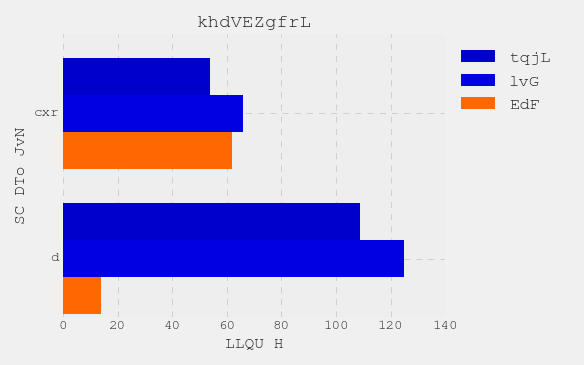 khdVEZgfrL
tqjL
lvG
EdF
SC DTo JvN
cxr
d
0 20 40 60 80 100 120 140
LLQU H